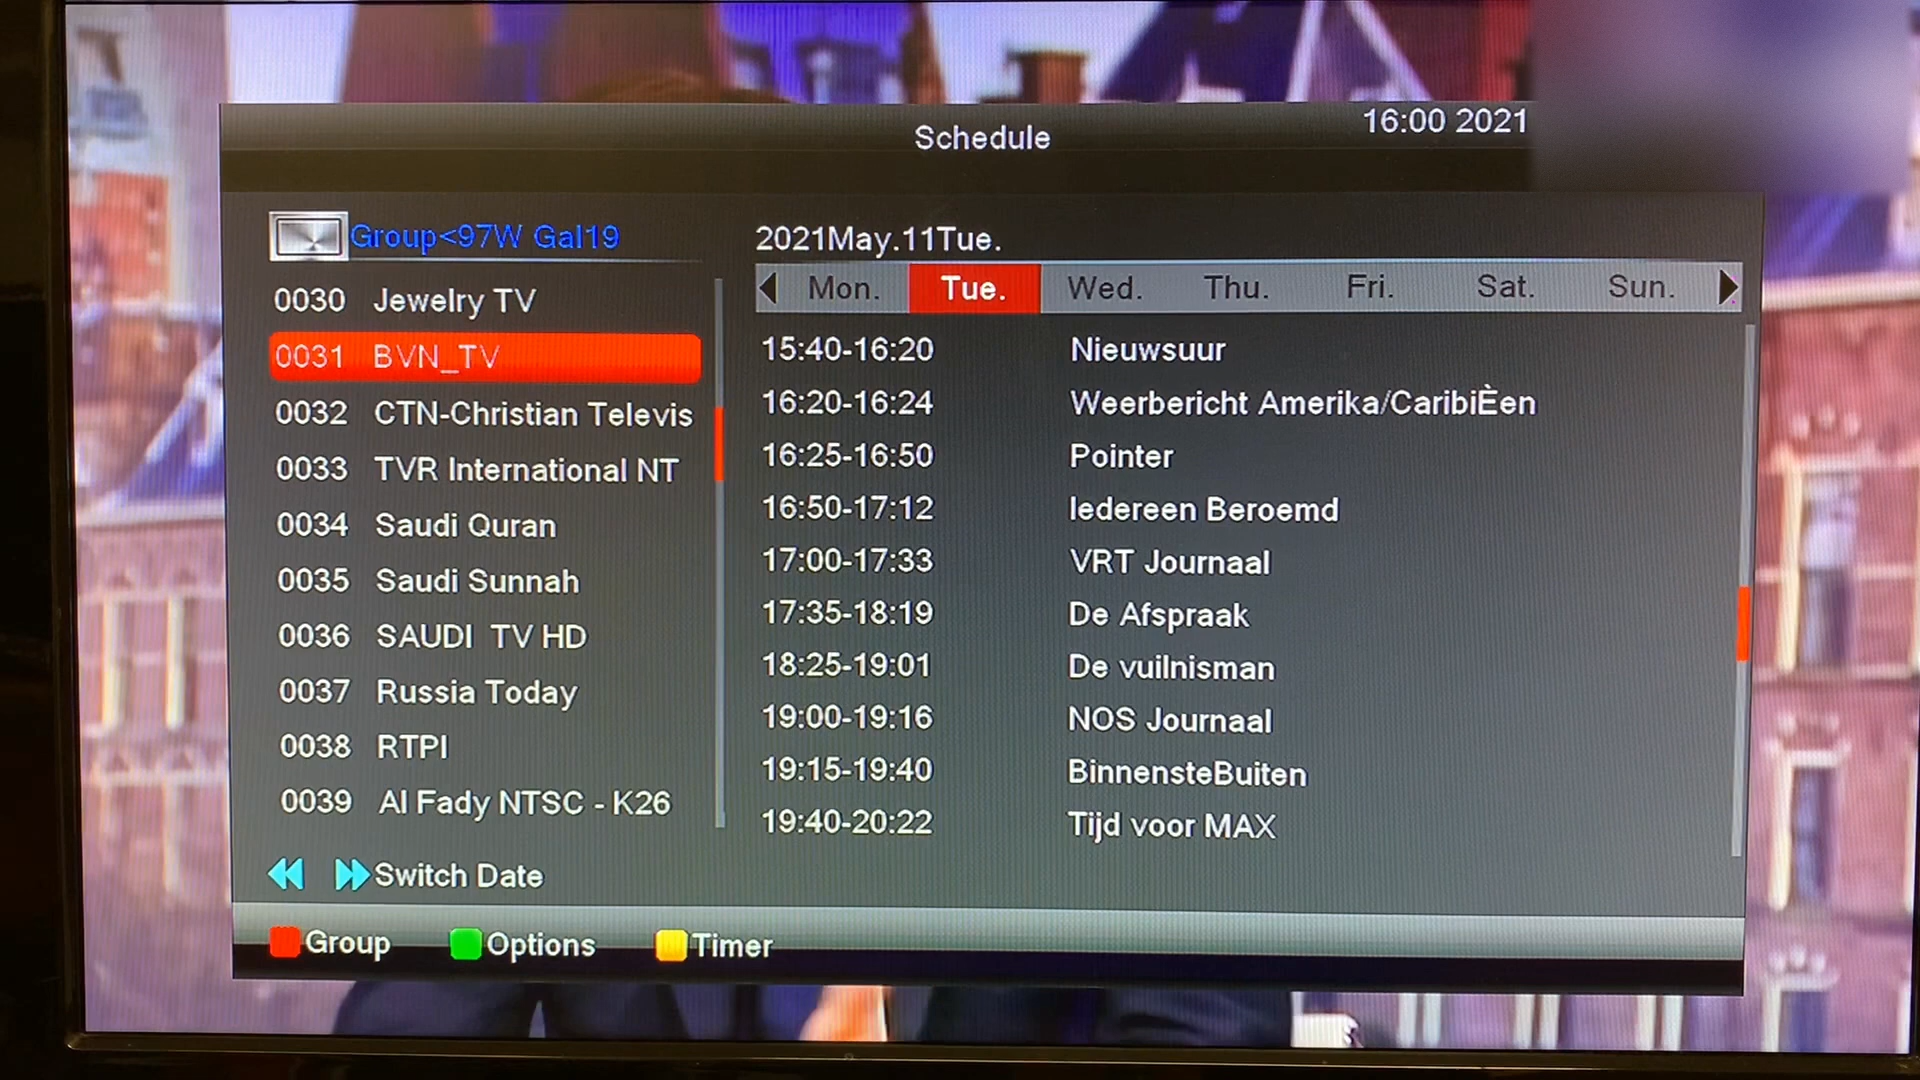 Schedule
16:00 2021
Group<97W Gal19
0030 Jewelry TV
0031 BVN_TV
0032 CTN-Christian Televis
0033 TVR International NT
0034 Saudi Quran
0035 Saudi Sunnah
0036 SAUDI TV HD
0037 Russia Today
0038 RTPI
0039 Al Fady NTSC - K26
Switch Date
2021May.11Tue.
Mon. Tue. Wed. Thu. Fri. Sat. Sun.
15:40-16:20 Nieuwsuur
16:20-16:24 Weerbericht Amerika/CaribiÈen
16:25-16:50 Pointer
16:50-17:12 Iedereen Beroemd
17:00-17:33 VRT Journaal
17:35-18:19 De Afspraak
18:25-19:01 De vuilnisman
19:00-19:16 NOS Journaal
19:15-19:40 BinnensteBuiten
19:40-20:22 Tijd voor MAX
Group Options Timer